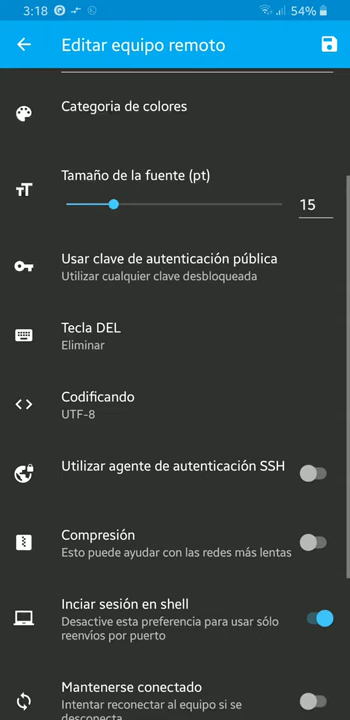 3:18 54%
Editar equipo remoto
Categoria de colores
Tamaño de la fuente (pt)
15
Usar clave de autenticación pública
Utilizar cualquier clave desbloqueada
Tecla DEL
Eliminar
Codificando
UTF-8
Utilizar agente de autenticación SSH
Compresión
Esto puede ayudar con las redes más lentas
Inciar sesión en shell
Desactive esta preferencia para usar sólo
reenvíos por puerto
Mantenerse conectado
Intentar reconectar al equipo si se
desconecta